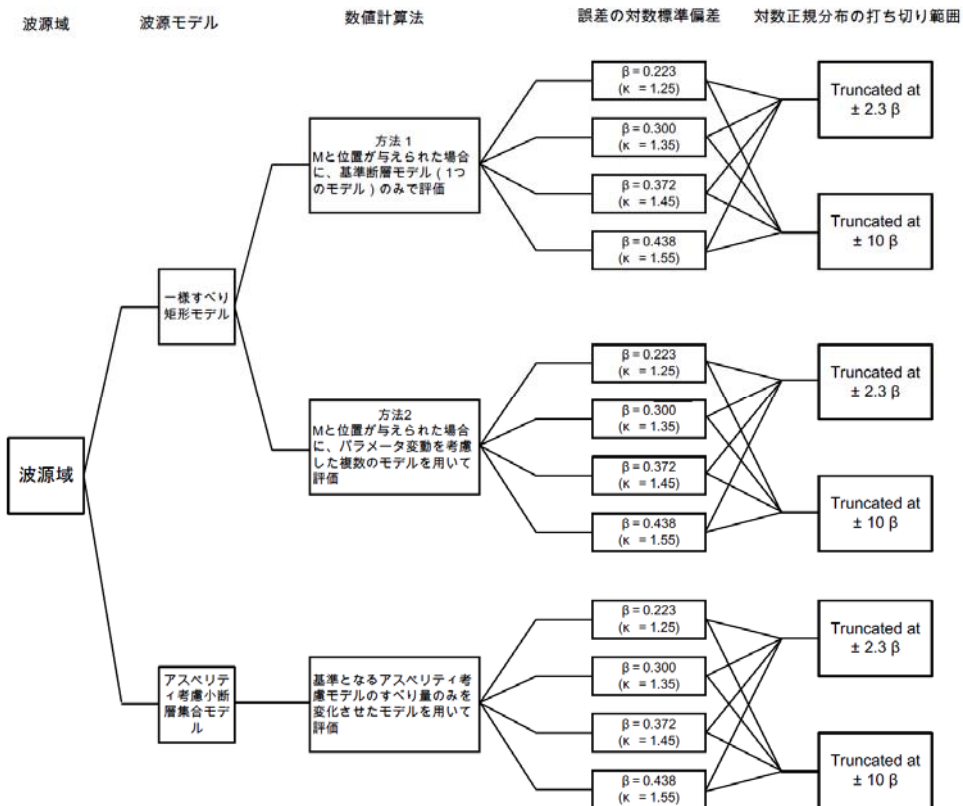 波源域
波源モデル
数値計算法
誤差の対数標準偏差
対数正規分布の打ち切り範囲
波源域
一様すべり
矩形モデル
アスペリテ
ィ考慮小断
層集合モデ
ル
方法1
Mと位置が与えられた場合
に、基準断層モデル(1つ
のモデル)のみで評価
方法2
Mと位置が与えられた場合
に、パラメータ変動を考慮
した複数のモデルを用いて
評価
基準となるアスペリティ考
慮モデルのすべり量のみを
変化させたモデルを用いて
評価
β = 0.223
(κ = 1.25)
β = 0.300
(κ = 1.35)
β = 0.372
(κ = 1.45)
β = 0.438
(κ = 1.55)
Truncated at
± 2.3 β
Truncated at
± 10 β
β = 0.223
(κ = 1.25)
β = 0.300
(κ = 1.35)
β = 0.372
(κ = 1.45)
β = 0.438
(κ = 1.55)
Truncated at
± 2.3 β
Truncated at
± 10 β
β = 0.223
(κ = 1.25)
β = 0.300
(κ = 1.35)
β = 0.372
(κ = 1.45)
β = 0.438
(κ = 1.55)
Truncated at
± 2.3 β
Truncated at
± 10 β